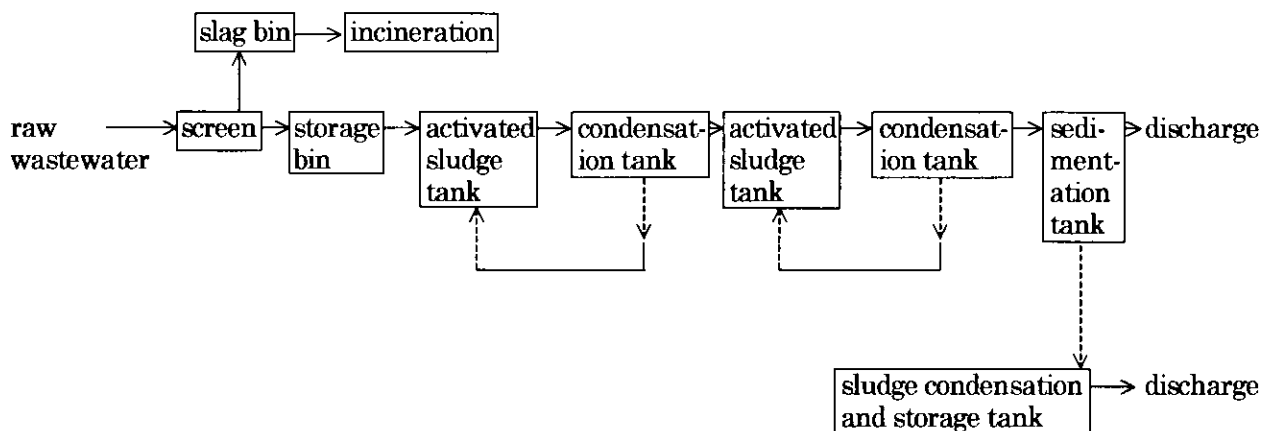 slag bin
incineration
raw
wastewater
screen
storage
bin
activated
sludge
tank
condensat-
ion tank
activated
sludge
tank
condensat-
ion tank
sedi-
ment-
ation
tank
discharge
sludge condensation
and storage tank
discharge